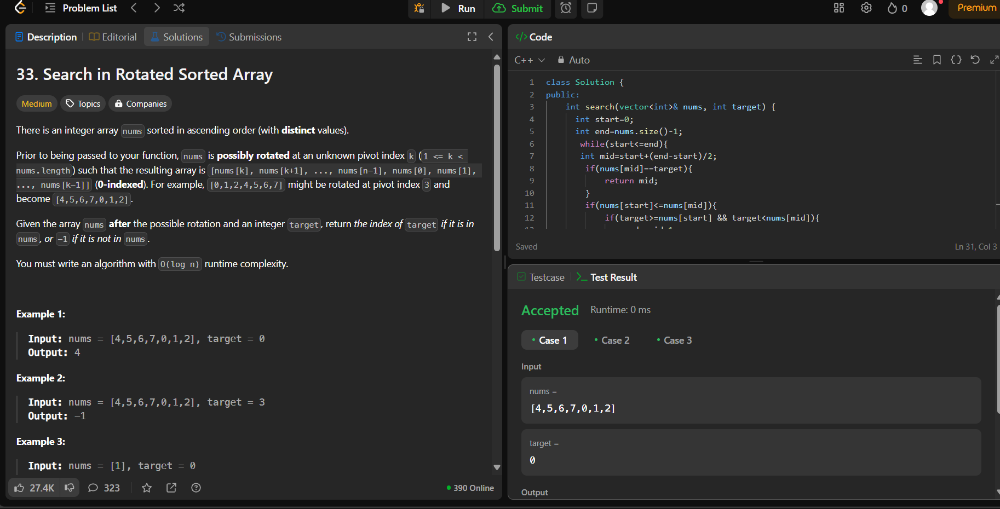 Problem List
Run
Submit
0
Premium
Description
Editorial
Solutions
Submissions
33. Search in Rotated Sorted Array
Medium
Topics
Companies
There is an integer array nums sorted in ascending order (with distinct values).
Prior to being passed to your function, nums is possibly rotated at an unknown pivot index k (1 <= k <
nums.length) such that the resulting array is [nums[k], nums[k+1], ..., nums[n-1], nums[0], nums[1],
..., nums[k-1]] (0-indexed). For example, [0,1,2,4,5,6,7] might be rotated at pivot index 3 and
become [4,5,6,7,0,1,2].
Given the array nums after the possible rotation and an integer target, return the index of target if it is in
nums, or -1 if it is not in nums.
You must write an algorithm with O(log n) runtime complexity.
Example 1:
Input: nums = [4,5,6,7,0,1,2], target = 0
Output: 4
Example 2:
Input: nums = [4,5,6,7,0,1,2], target = 3
Output: -1
Example 3:
Input: nums = [1], target = 0
27.4K
323
390 Online
</> Code
C++
Auto
1 class Solution {
2 public:
3 int search(vector<int>& nums, int target) {
4 int start=0;
5 int end=nums.size()-1;
6 while(start<=end){
7 int mid=start+(end-start)/2;
8 if(nums[mid]==target){
9 return mid;
10 }
11 if(nums[start]<=nums[mid]){
12 if(target>=nums[start] && target<nums[mid]){
Saved
Ln 31, Col 3
Testcase
Test Result
Accepted
Runtime: 0 ms
Case 1
Case 2
Case 3
Input
nums =
[4,5,6,7,0,1,2]
target =
0
Output